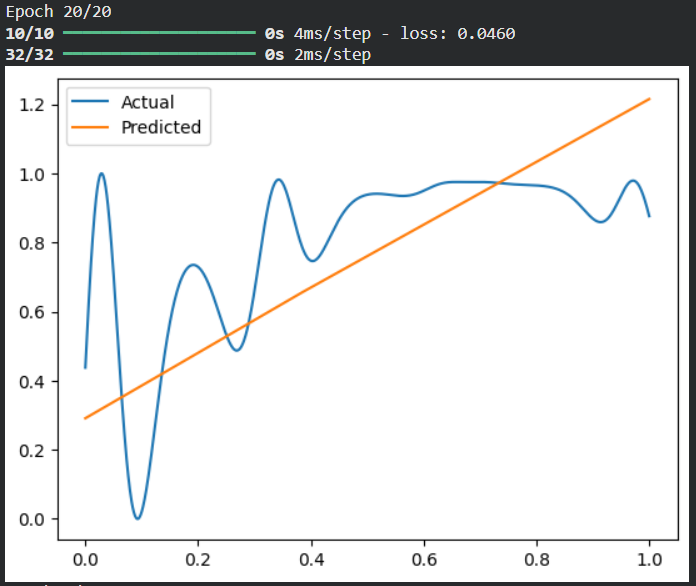 Epoch 20/20
10/10 ━━━━━━━━━━━━━━━━━━━━ 0s 4ms/step - loss: 0.0460
32/32 ━━━━━━━━━━━━━━━━━━━━ 0s 2ms/step
Actual
Predicted
1.2
1.0
0.8
0.6
0.4
0.2
0.0
0.0 0.2 0.4 0.6 0.8 1.0